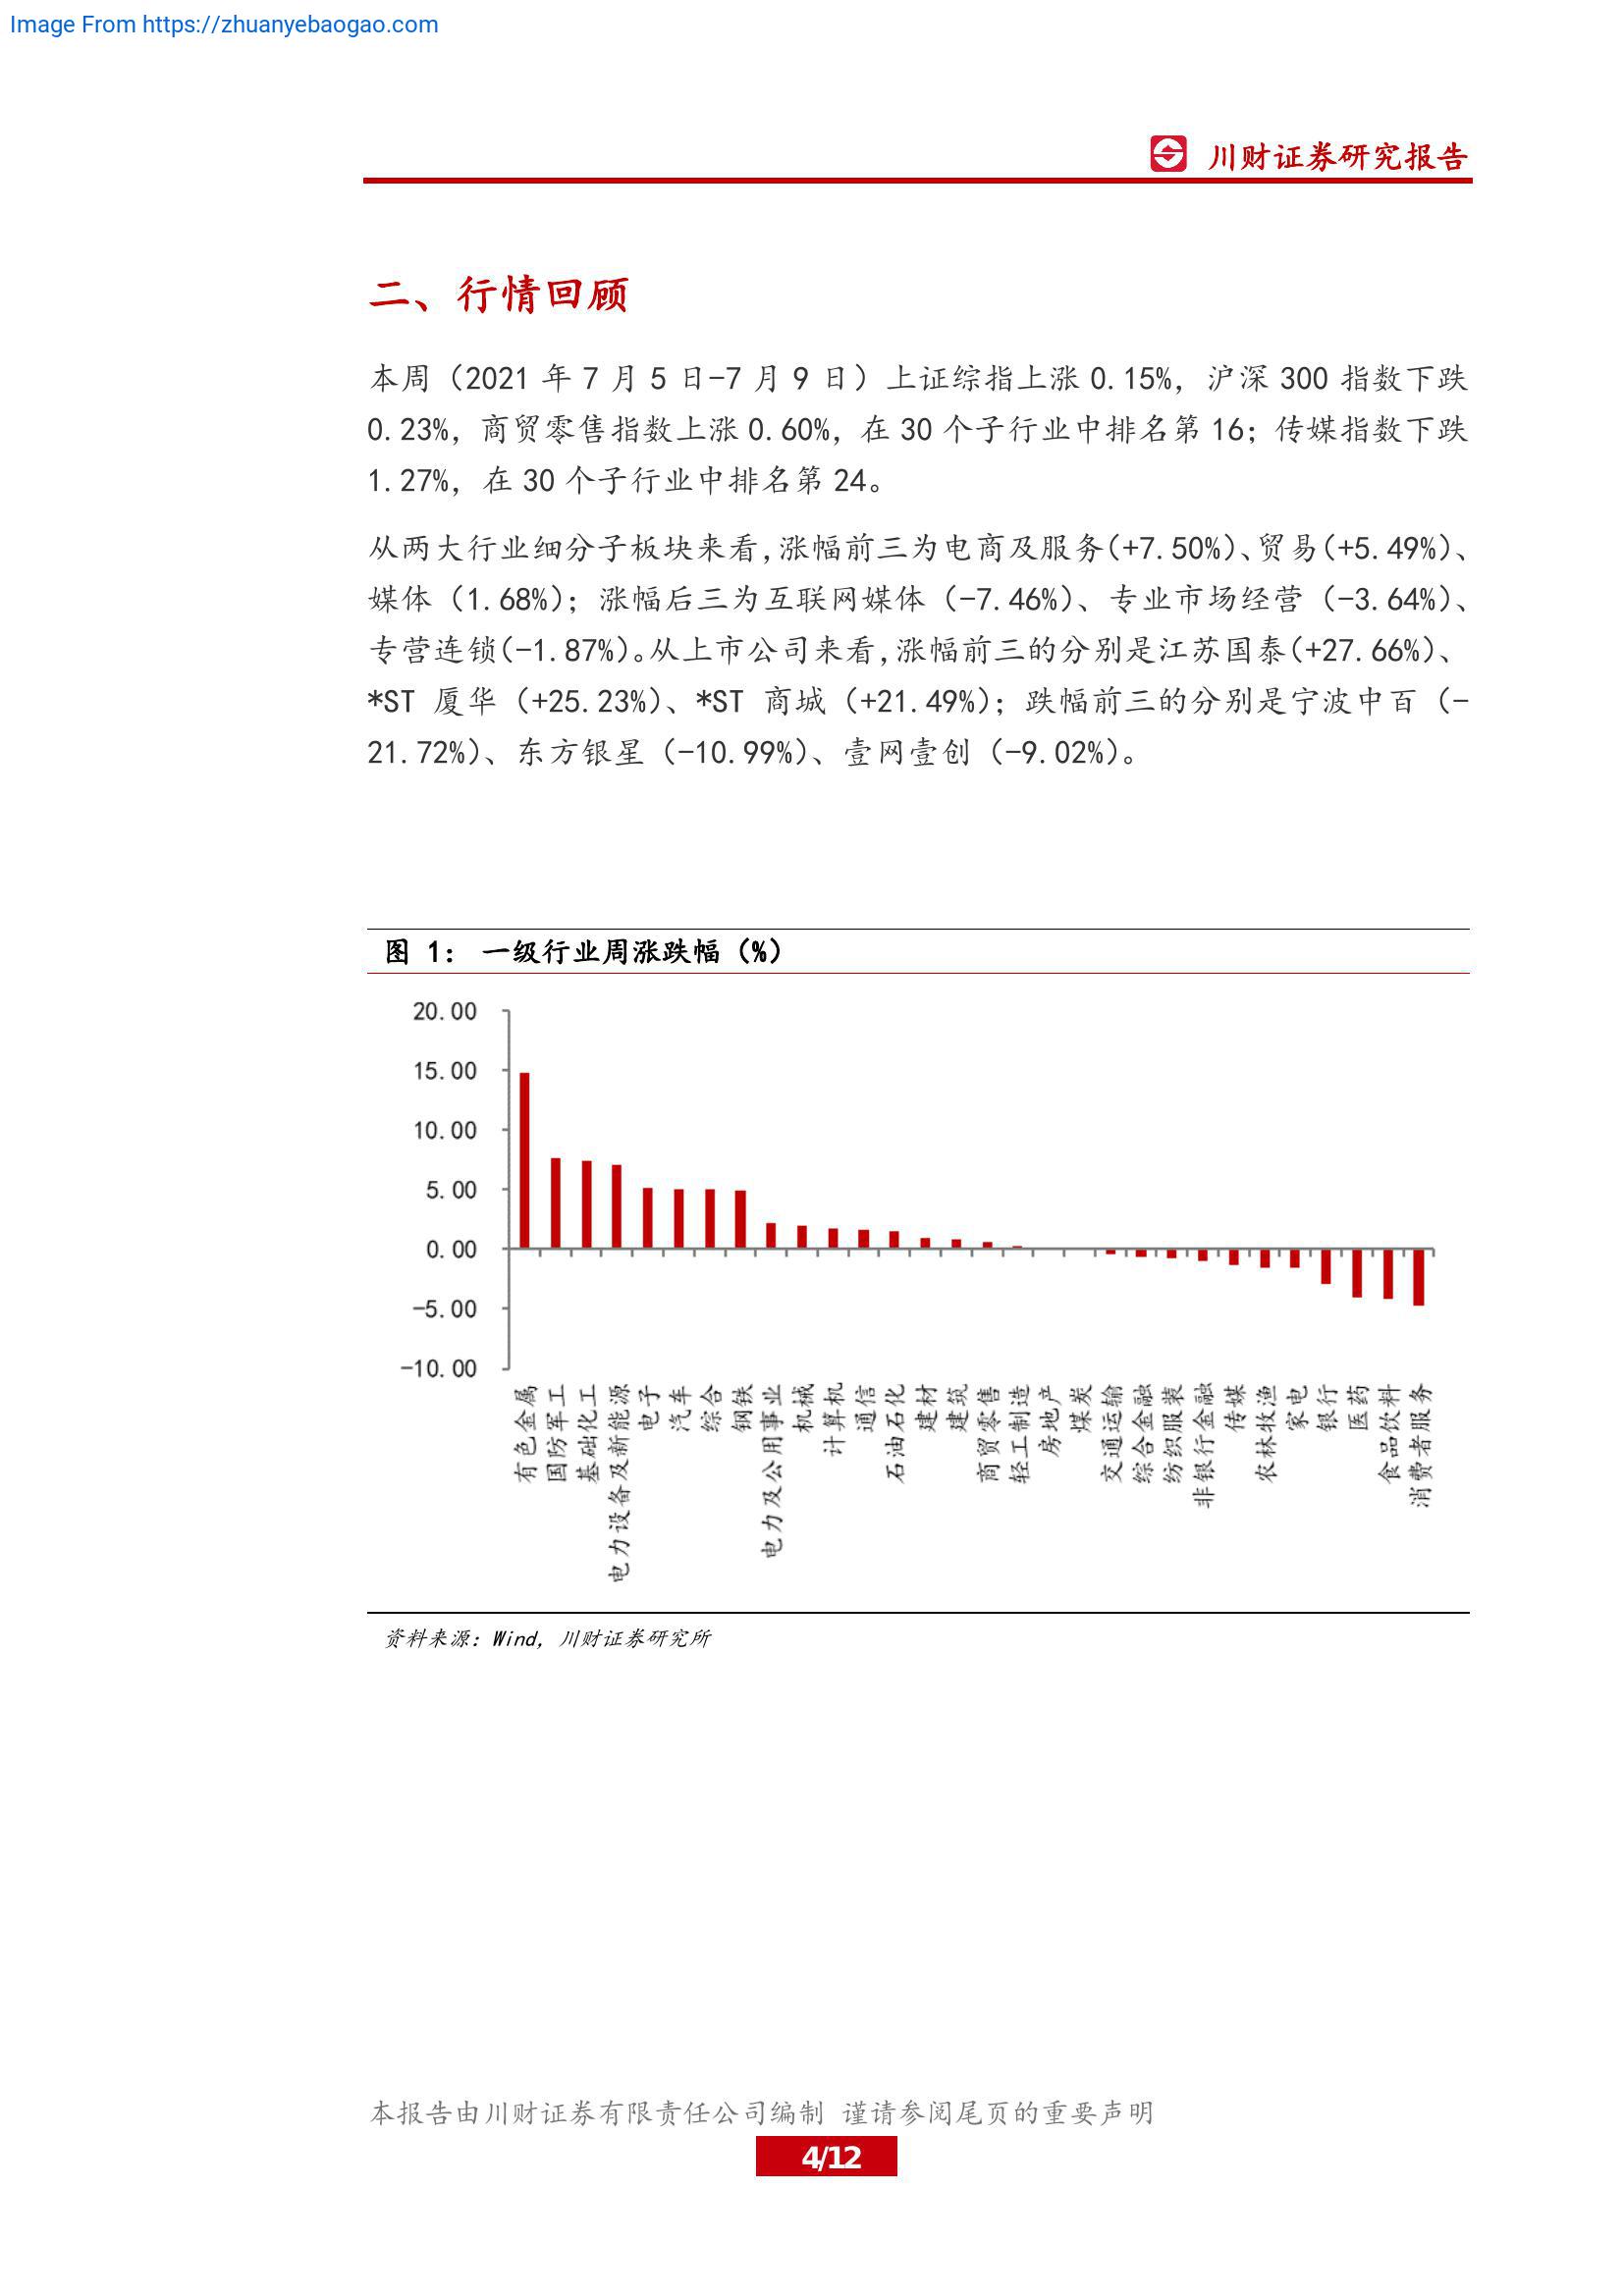 Image From https://zhuanyebaogao.com
川财证券研究报告
二、行情回顾
本周（2021 年 7 月 5 日-7 月 9 日）上证综指上涨 0.15%，沪深 300 指数下跌
0.23%，商贸零售指数上涨 0.60%，在 30 个子行业中排名第 16；传媒指数下跌
1.27%，在 30 个子行业中排名第 24。
从两大行业细分子板块来看,涨幅前三为电商及服务(+7.50%)、贸易(+5.49%)、
媒体（1.68%）；涨幅后三为互联网媒体（-7.46%）、专业市场经营（-3.64%）、
专营连锁(-1.87%)。从上市公司来看,涨幅前三的分别是江苏国泰(+27.66%)、
*ST 厦华（+25.23%）、*ST 商城（+21.49%）；跌幅前三的分别是宁波中百（-
21.72%）、东方银星（-10.99%）、壹网壹创（-9.02%）。
图 1： 一级行业周涨跌幅（%）
20.00
15.00
10.00
5.00
0.00
-5.00
-10.00
有色金属
国防军工
基础化工
电力设备及新能源
电子
汽车
综合
钢铁
电力及公用事业
机械
计算机
通信
石油石化
建材
建筑
商贸零售
轻工制造
房地产
煤炭
交通运输
综合金融
纺织服装
非银行金融
传媒
农林牧渔
家电
银行
医药
食品饮料
消费者服务
资料来源：Wind，川财证券研究所
本报告由川财证券有限责任公司编制 谨请参阅尾页的重要声明
4/12